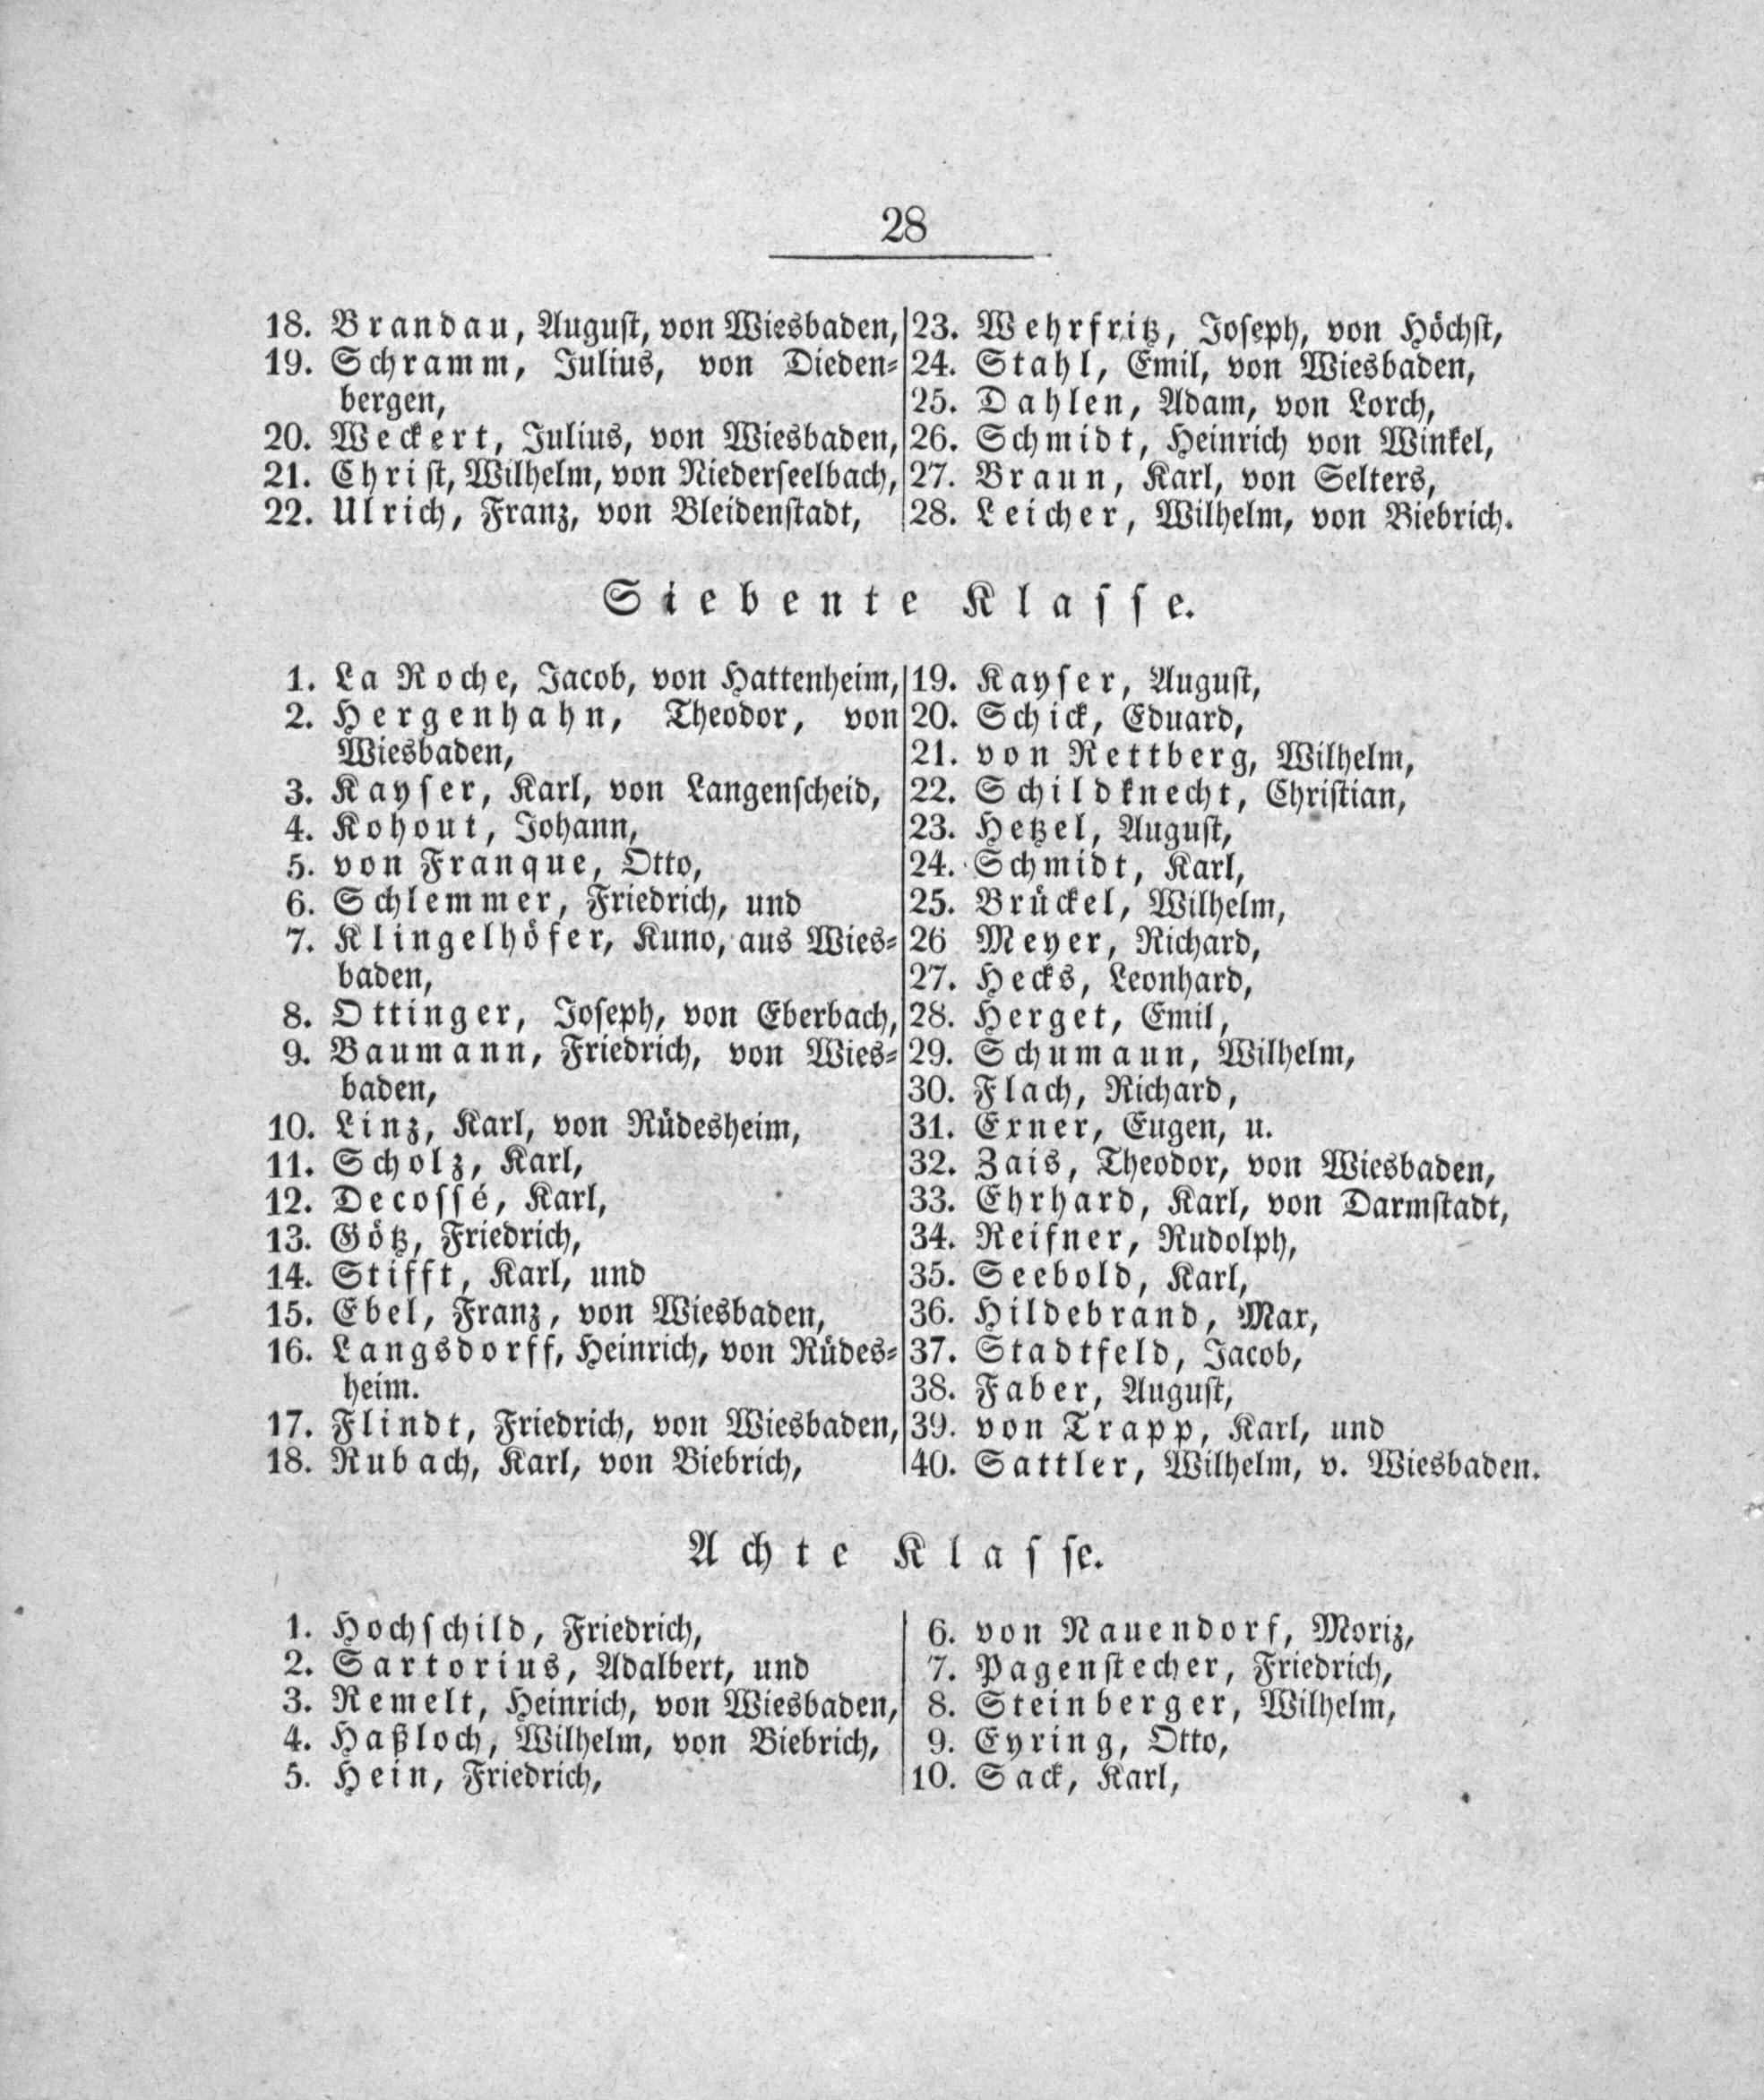 28
18. Brandau, August, von Wiesbaden,
19. Schramm, Julius, von Dieden-
bergen,
20. Weckert, Julius, von Wiesbaden,
21. Christ, Wilhelm, von Niederseelbach,
22. Ulrich, Franz, von Bleidenstadt,
23. Wehrfritz, Joseph, von Höchst,
24. Stahl, Emil, von Wiesbaden,
25. Dahlen, Adam, von Lorch,
26. Schmidt, Heinrich von Winkel,
27. Braun, Karl, von Selters,
28. Leicher, Wilhelm, von Biebrich.
Siebente Klasse.
1. La Roche, Jacob, von Hattenheim,
2. Hergenhahn, Theodor, von
Wiesbaden,
3. Kayser, Karl, von Langenscheid,
4. Kohout, Johann,
5. von Franque, Otto,
6. Schlemmer, Friedrich, und
7. Klingelhöfer, Kuno, aus Wies-
baden,
8. Ottinger, Joseph, von Eberbach,
9. Baumann, Friedrich, von Wies-
baden,
10. Linz, Karl, von Rüdesheim,
11. Scholz, Karl,
12. Decossé, Karl,
13. Götz, Friedrich,
14. Stifft, Karl, und
15. Ebel, Franz, von Wiesbaden,
16. Langsdorff, Heinrich, von Rüdes-
heim.
17. Flindt, Friedrich, von Wiesbaden,
18. Rubach, Karl, von Biebrich,
19. Kayser, August,
20. Schick, Eduard,
21. von Rettberg, Wilhelm,
22. Schildknecht, Christian,
23. Hetzel, August,
24. Schmidt, Karl,
25. Brückel, Wilhelm,
26 Meyer, Richard,
27. Hecks, Leonhard,
28. Herget, Emil,
29. Schumaun, Wilhelm,
30. Flach, Richard,
31. Exner, Eugen, u.
32. Zais, Theodor, von Wiesbaden,
33. Ehrhard, Karl, von Darmstadt,
34. Reifner, Rudolph,
35. Seebold, Karl,
36. Hildebrand, Max,
37. Stadtfeld, Jacob,
38. Faber, August,
39. von Trapp, Karl, und
40. Sattler, Wilhelm, v. Wiesbaden.
Achte Klasse.
1. Hochschild, Friedrich,
2. Sartorius, Adalbert, und
3. Remelt, Heinrich, von Wiesbaden,
4. Haßloch, Wilhelm, von Biebrich,
5. Hein, Friedrich,
6. von Nauendorf, Moriz,
7. Pagenstecher, Friedrich,
8. Steinberger, Wilhelm,
9. Eyring, Otto,
10. Sack, Karl,